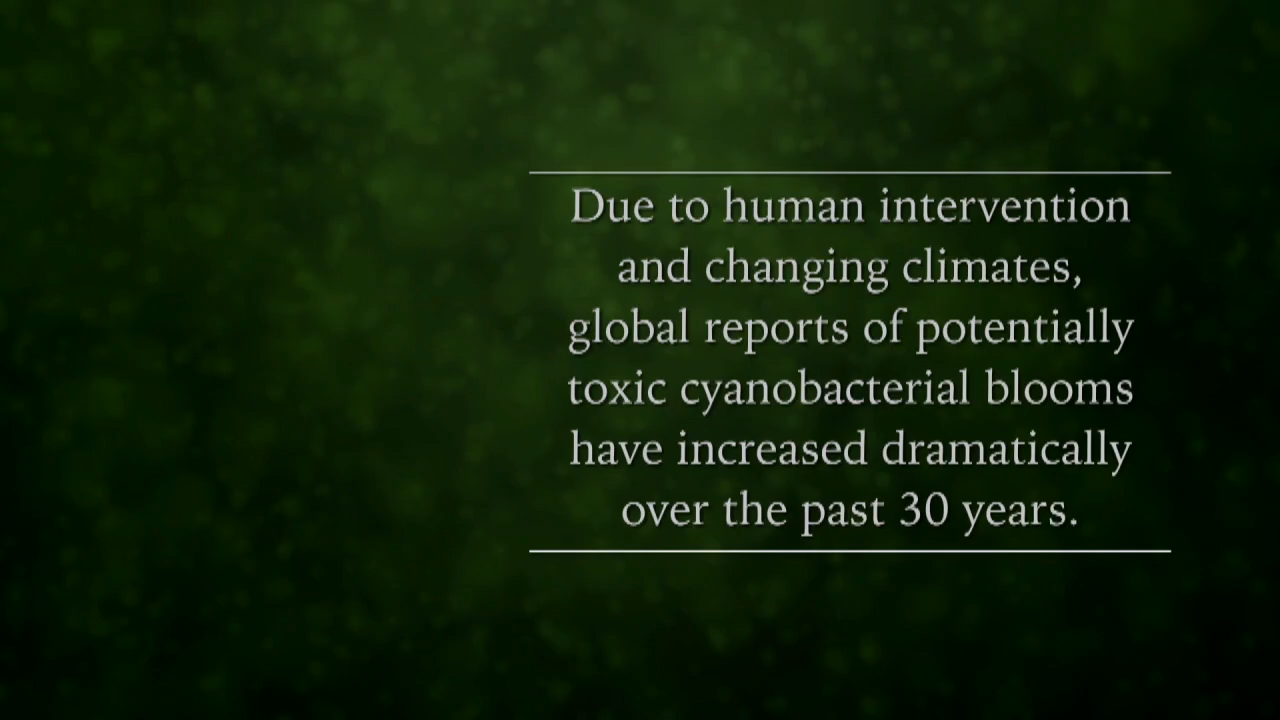 Due to human intervention
and changing climates,
global reports of potentially
toxic cyanobacterial blooms
have increased dramatically
over the past 30 years.